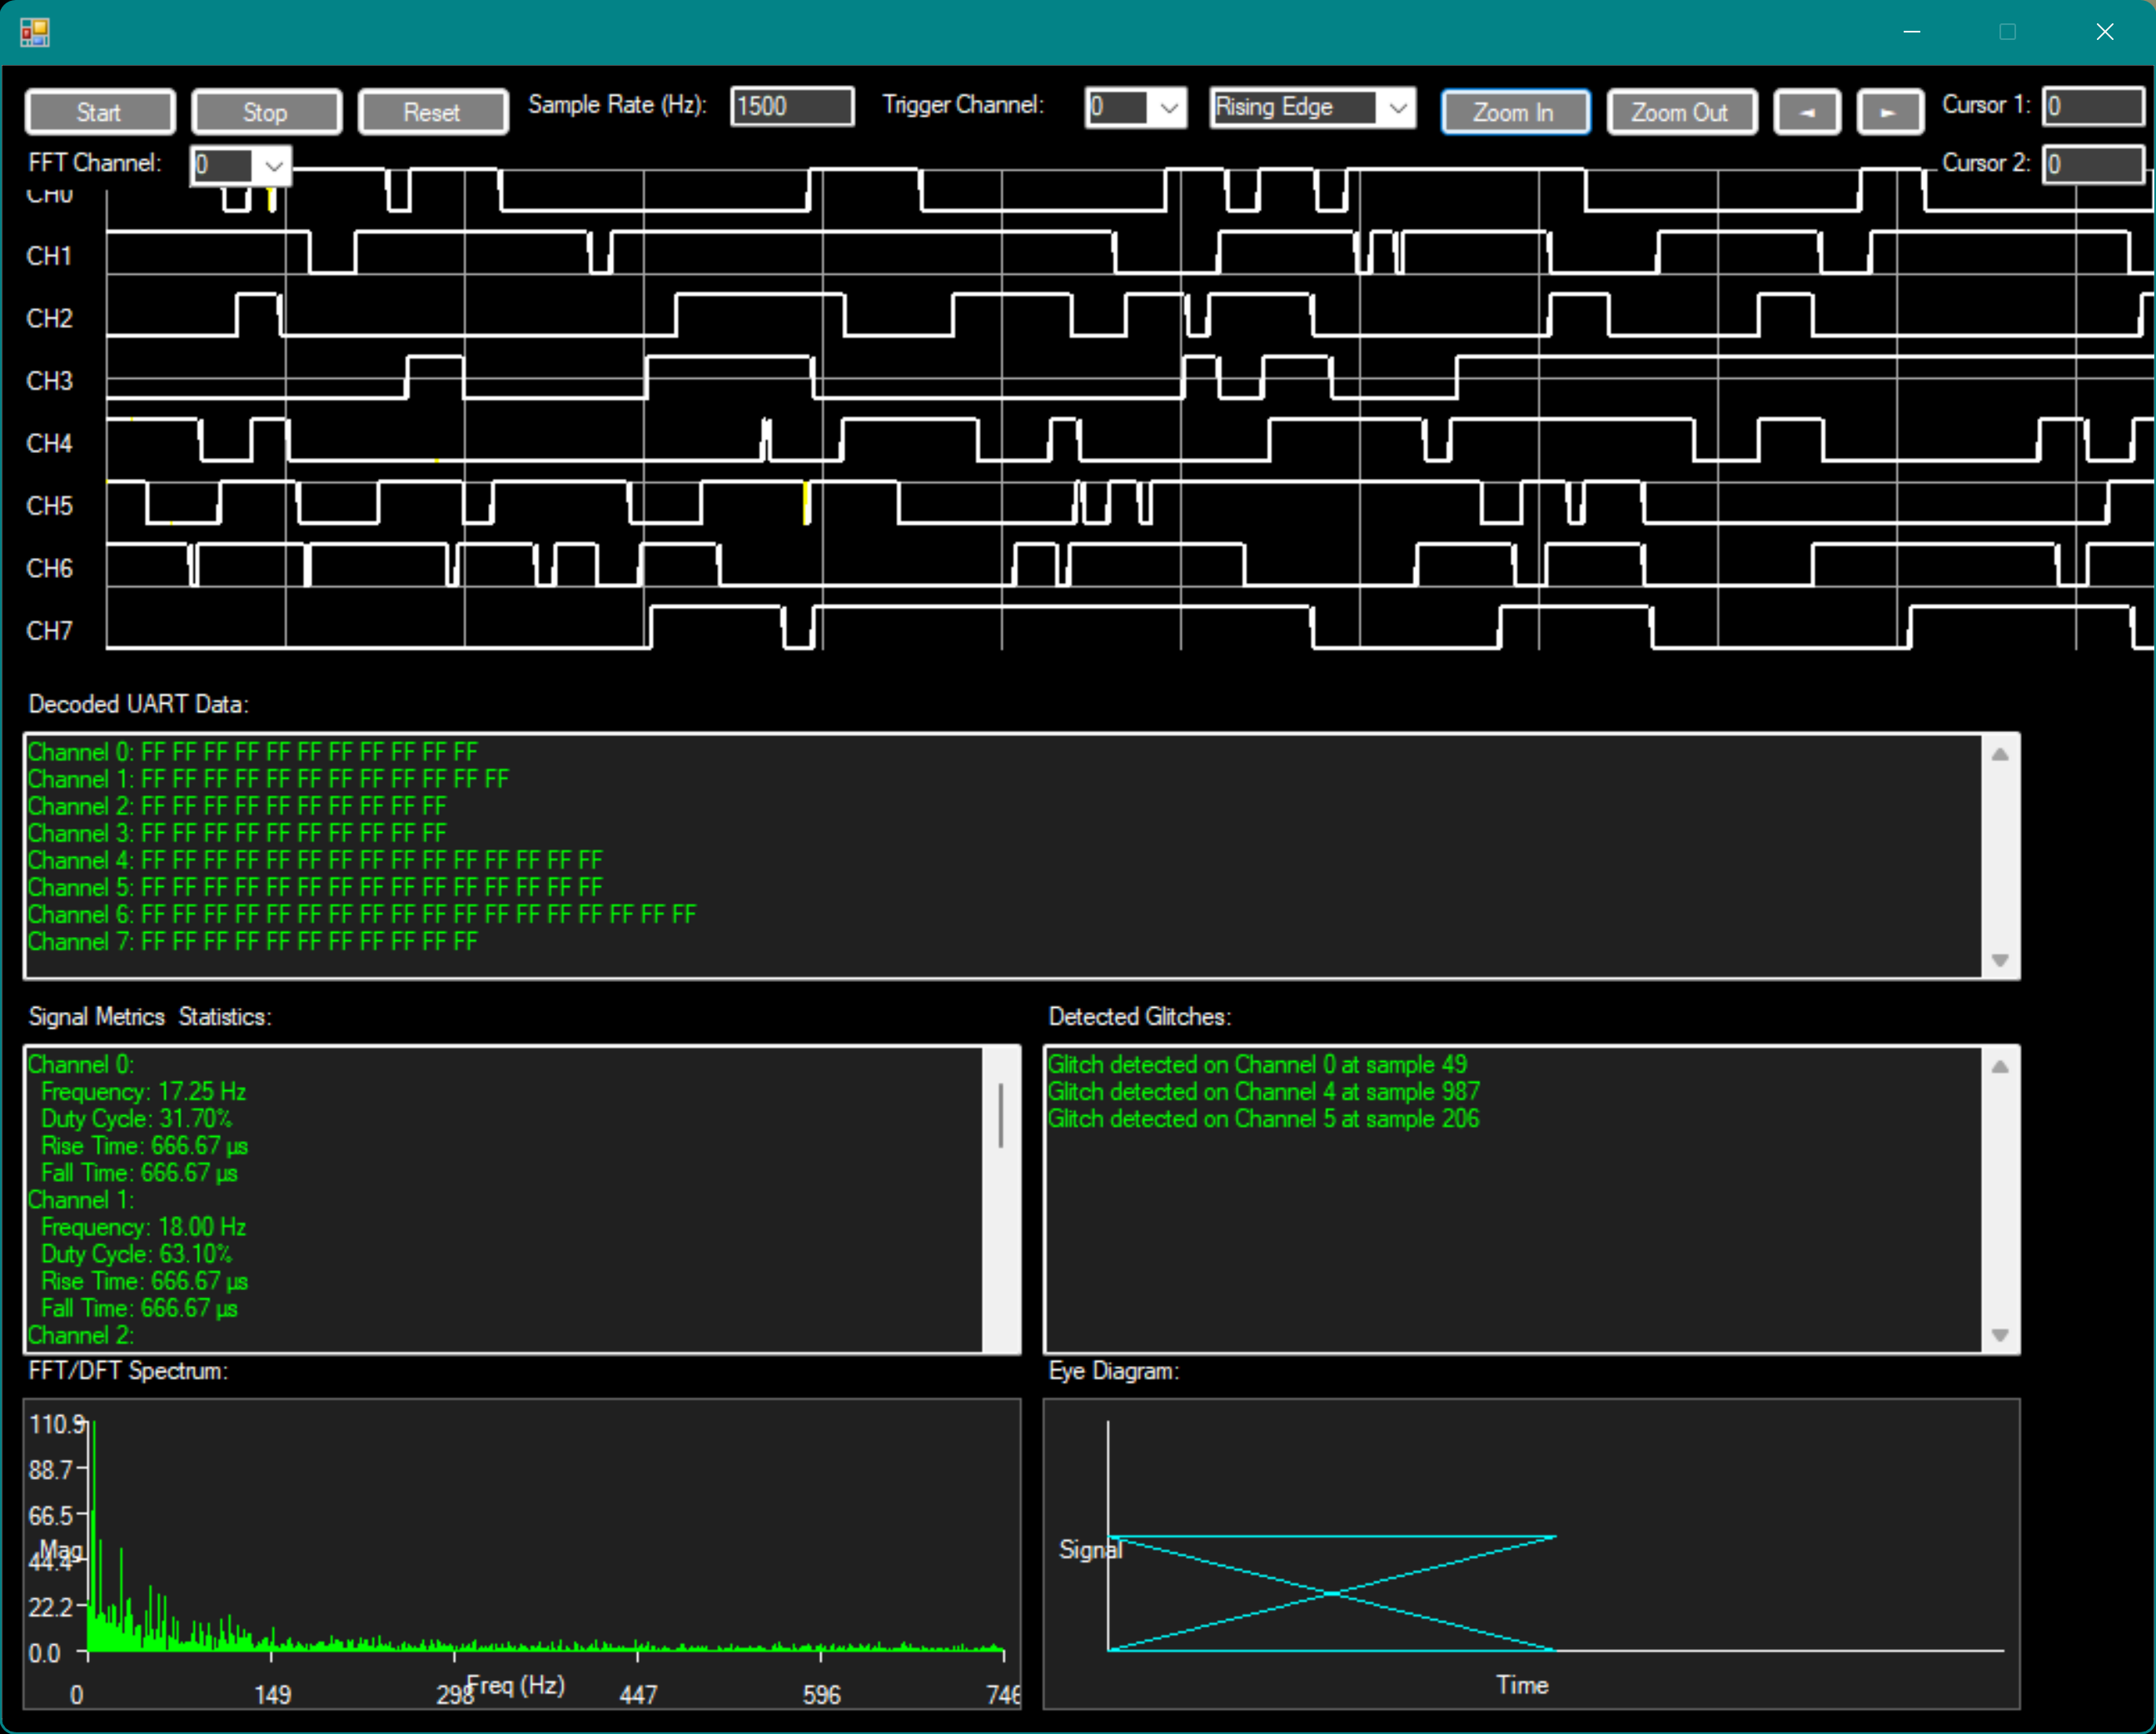 Start Stop Reset Sample Rate (Hz): 1500 Trigger Channel: 0 Rising Edge Zoom In Zoom Out ◄ ► Cursor 1: 0
FFT Channel: 0 Cursor 2: 0
CH0
CH1
CH2
CH3
CH4
CH5
CH6
CH7
Decoded UART Data:
Channel 0: FF FF FF FF FF FF FF FF FF FF FF
Channel 1: FF FF FF FF FF FF FF FF FF FF FF FF
Channel 2: FF FF FF FF FF FF FF FF FF FF
Channel 3: FF FF FF FF FF FF FF FF FF FF
Channel 4: FF FF FF FF FF FF FF FF FF FF FF FF FF FF FF
Channel 5: FF FF FF FF FF FF FF FF FF FF FF FF FF FF FF
Channel 6: FF FF FF FF FF FF FF FF FF FF FF FF FF FF FF FF FF FF
Channel 7: FF FF FF FF FF FF FF FF FF FF FF
Signal Metrics  Statistics:
Channel 0:
Frequency: 17.25 Hz
Duty Cycle: 31.70%
Rise Time: 666.67 µs
Fall Time: 666.67 µs
Channel 1:
Frequency: 18.00 Hz
Duty Cycle: 63.10%
Rise Time: 666.67 µs
Fall Time: 666.67 µs
Channel 2:
Detected Glitches:
Glitch detected on Channel 0 at sample 49
Glitch detected on Channel 4 at sample 987
Glitch detected on Channel 5 at sample 206
FFT/DFT Spectrum:
110.9
88.7
66.5
Mag
44.4
22.2
0.0
0 149 298 447 596 746
Freq (Hz)
Eye Diagram:
Signal
Time